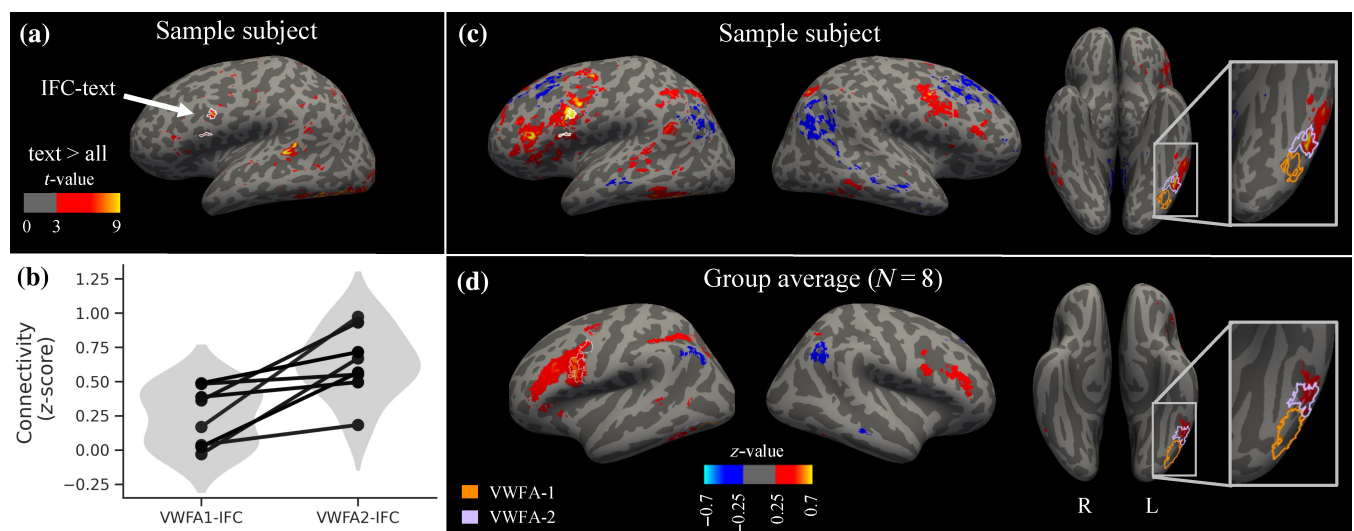 (a)
Sample subject
IFC-text
text > all
t-value
0 3 9
(b)
1.25
1.00
0.75
0.50
0.25
0.00
−0.25
Connectivity
(z-score)
VWFA1-IFC
VWFA2-IFC
(c)
Sample subject
(d)
Group average (N = 8)
z-value
−0.7
−0.25
0.25
0.7
VWFA-1
VWFA-2
R L